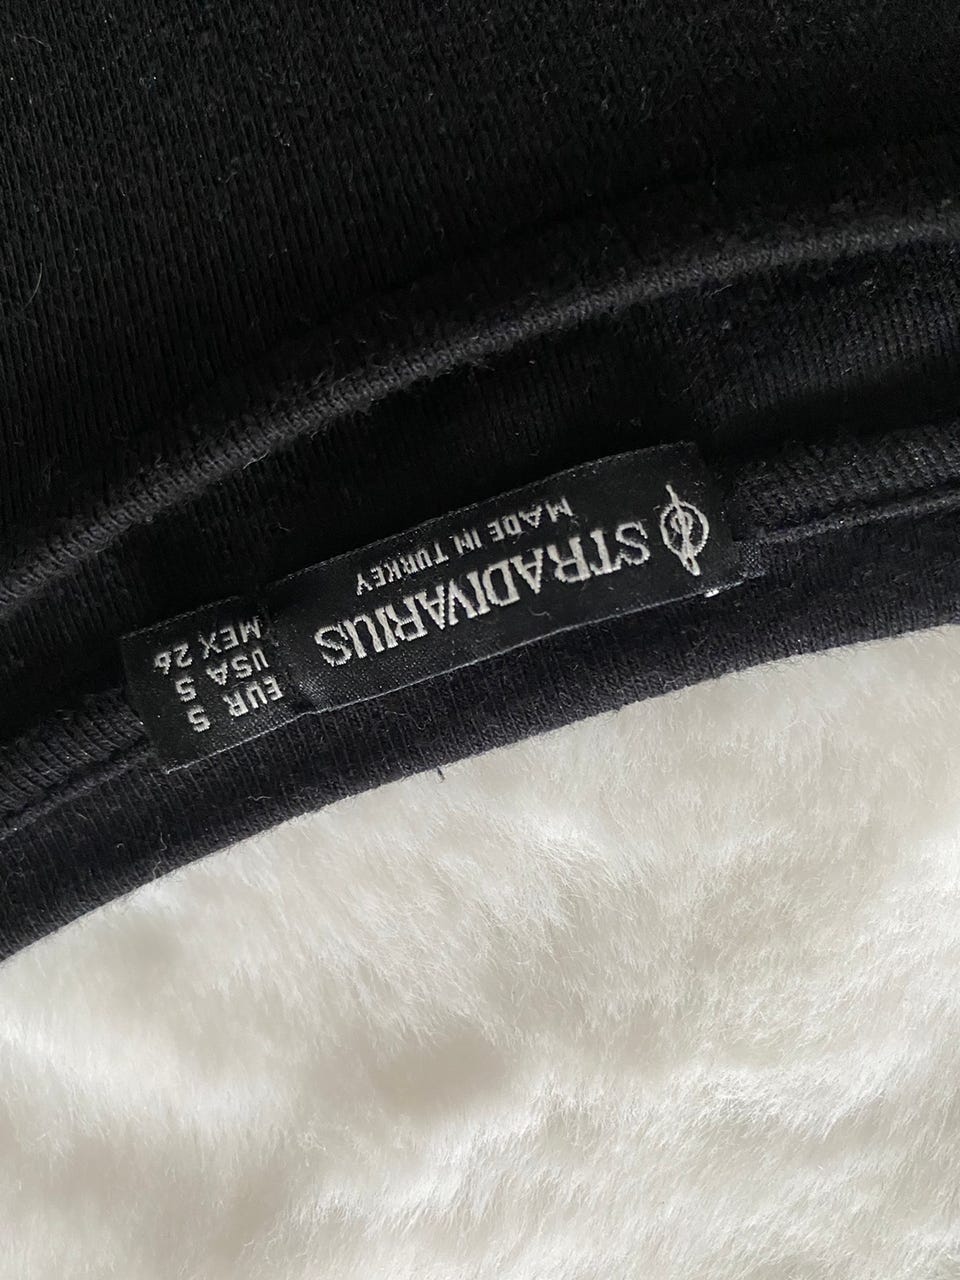 STRADIVARIUS
MADE IN TURKEY
EUR S
USA S
MEX 26